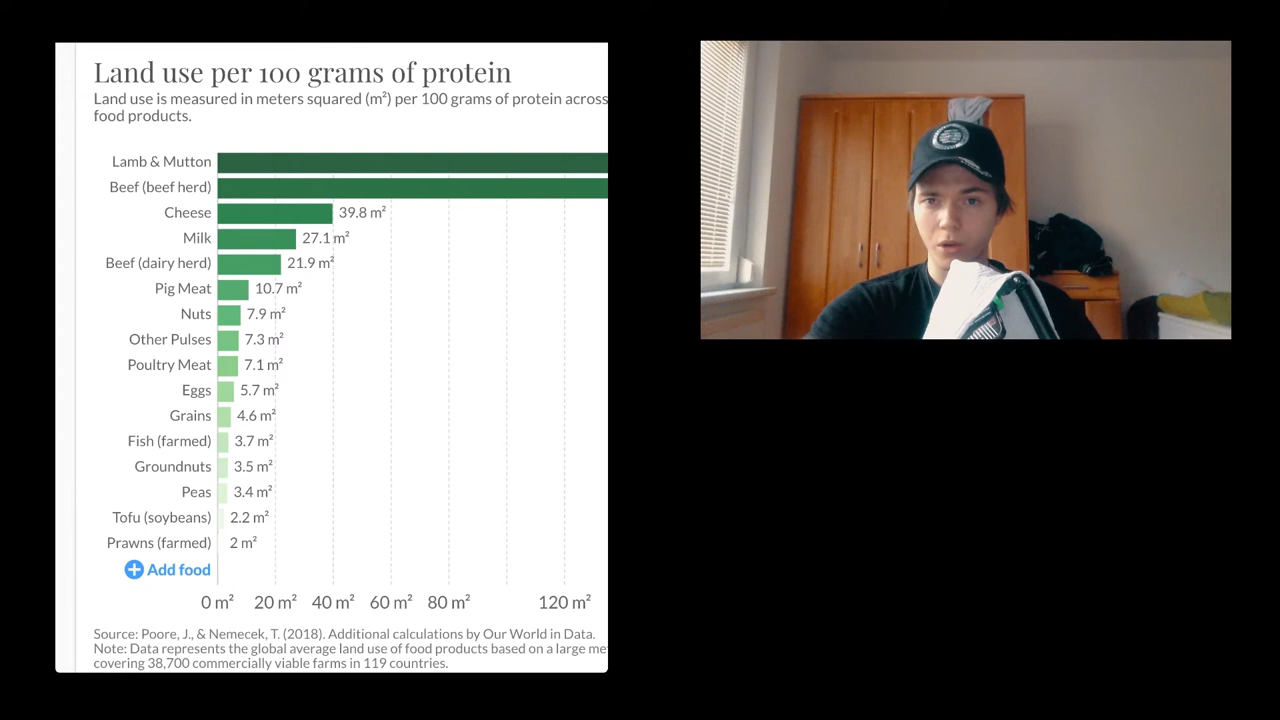 Land use per 100 grams of protein
Land use is measured in meters squared (m²) per 100 grams of protein across
food products.
Lamb & Mutton
Beef (beef herd)
Cheese 39.8 m²
Milk 27.1 m²
Beef (dairy herd) 21.9 m²
Pig Meat 10.7 m²
Nuts 7.9 m²
Other Pulses 7.3 m²
Poultry Meat 7.1 m²
Eggs 5.7 m²
Grains 4.6 m²
Fish (farmed) 3.7 m²
Groundnuts 3.5 m²
Peas 3.4 m²
Tofu (soybeans) 2.2 m²
Prawns (farmed) 2 m²
Add food
0 m² 20 m² 40 m² 60 m² 80 m² 120 m²
Source: Poore, J., & Nemecek, T. (2018). Additional calculations by Our World in Data.
Note: Data represents the global average land use of food products based on a large me
covering 38,700 commercially viable farms in 119 countries.